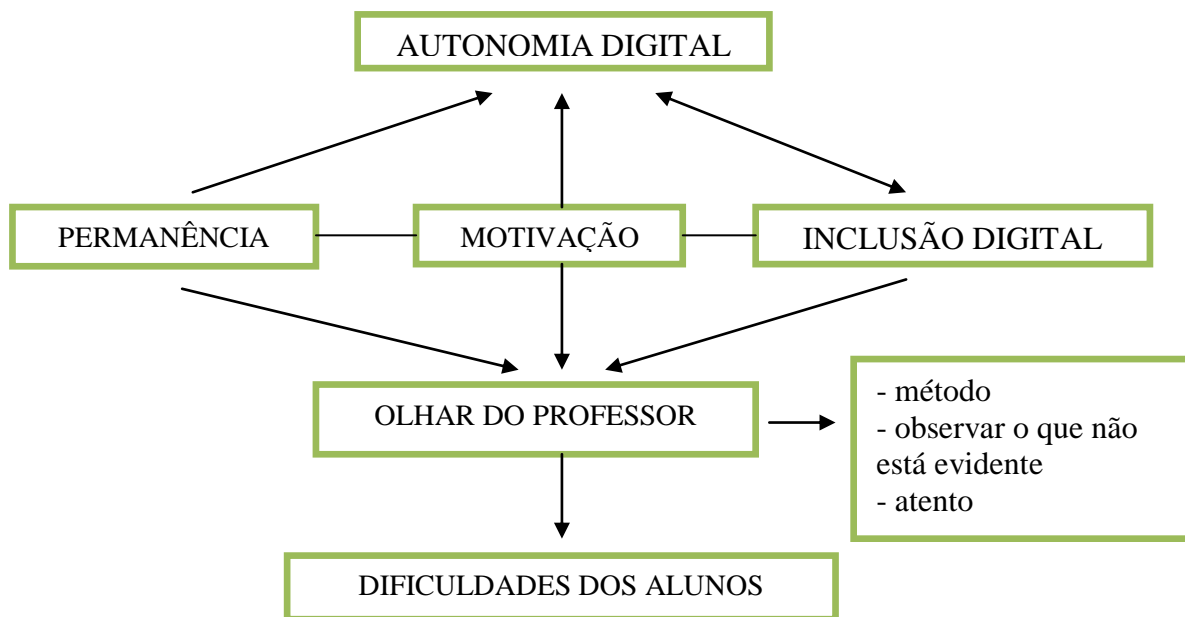 AUTONOMIA DIGITAL
PERMANÊNCIA
MOTIVAÇÃO
INCLUSÃO DIGITAL
OLHAR DO PROFESSOR
- método
- observar o que não
está evidente
- atento
DIFICULDADES DOS ALUNOS